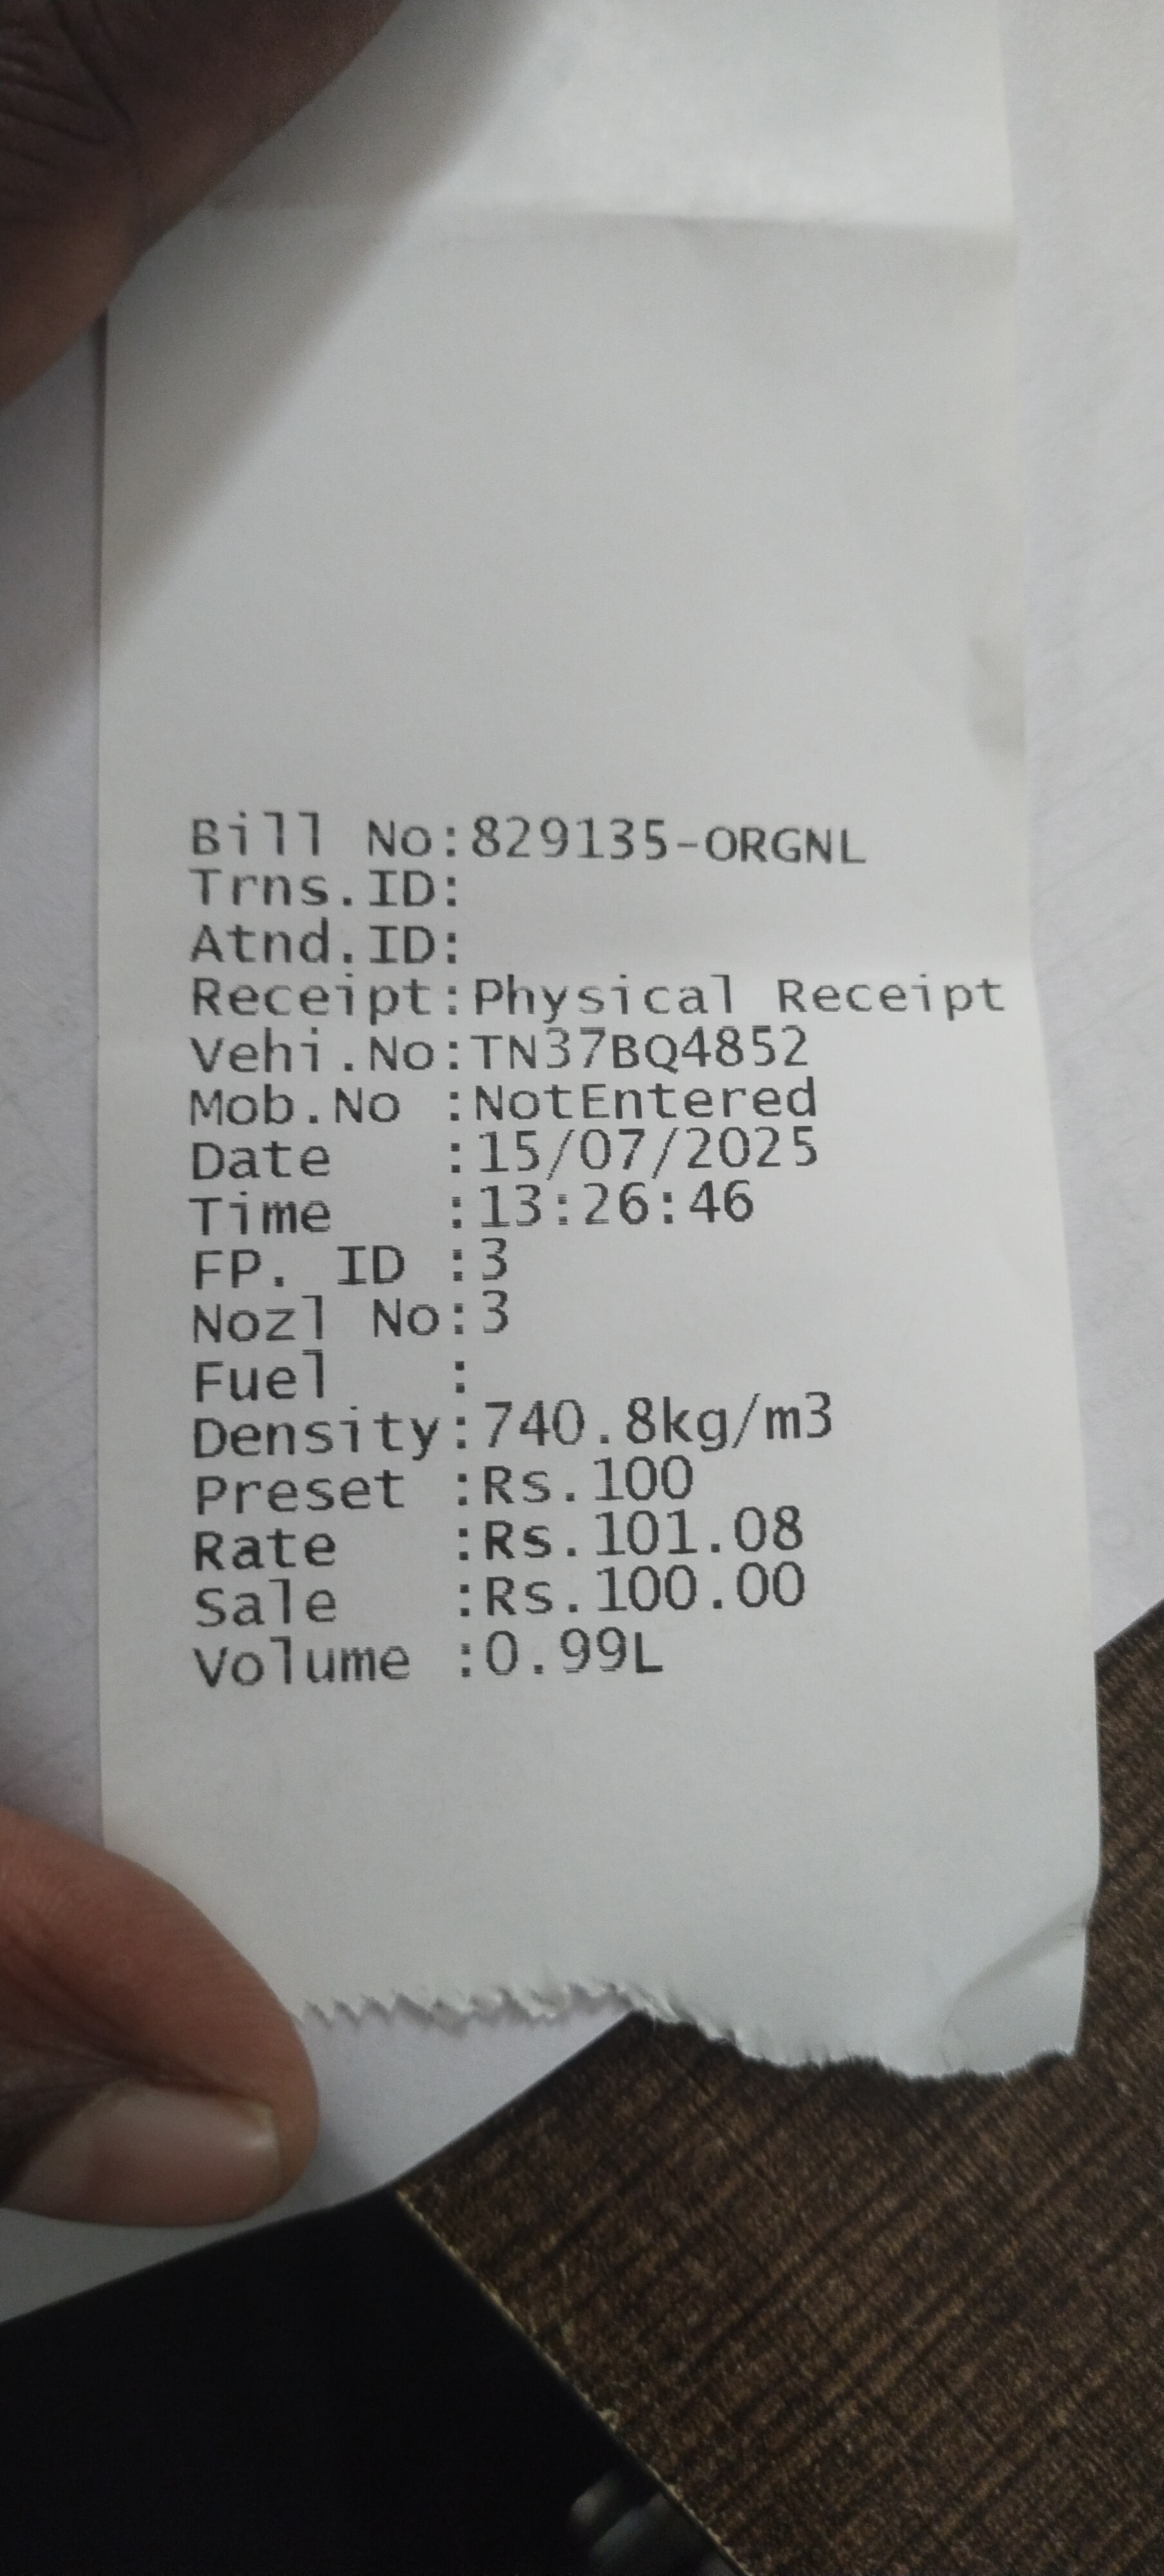 Bill No:829135-ORGNL
Trns.ID:
Atnd.ID:
Receipt:Physical Receipt
Vehi.No:TN37BQ4852
Mob.No :NotEntered
Date   :15/07/2025
Time   :13:26:46
FP. ID :3
Nozl No:3
Fuel   :
Density:740.8kg/m3
Preset :Rs.100
Rate   :Rs.101.08
Sale   :Rs.100.00
Volume :0.99L